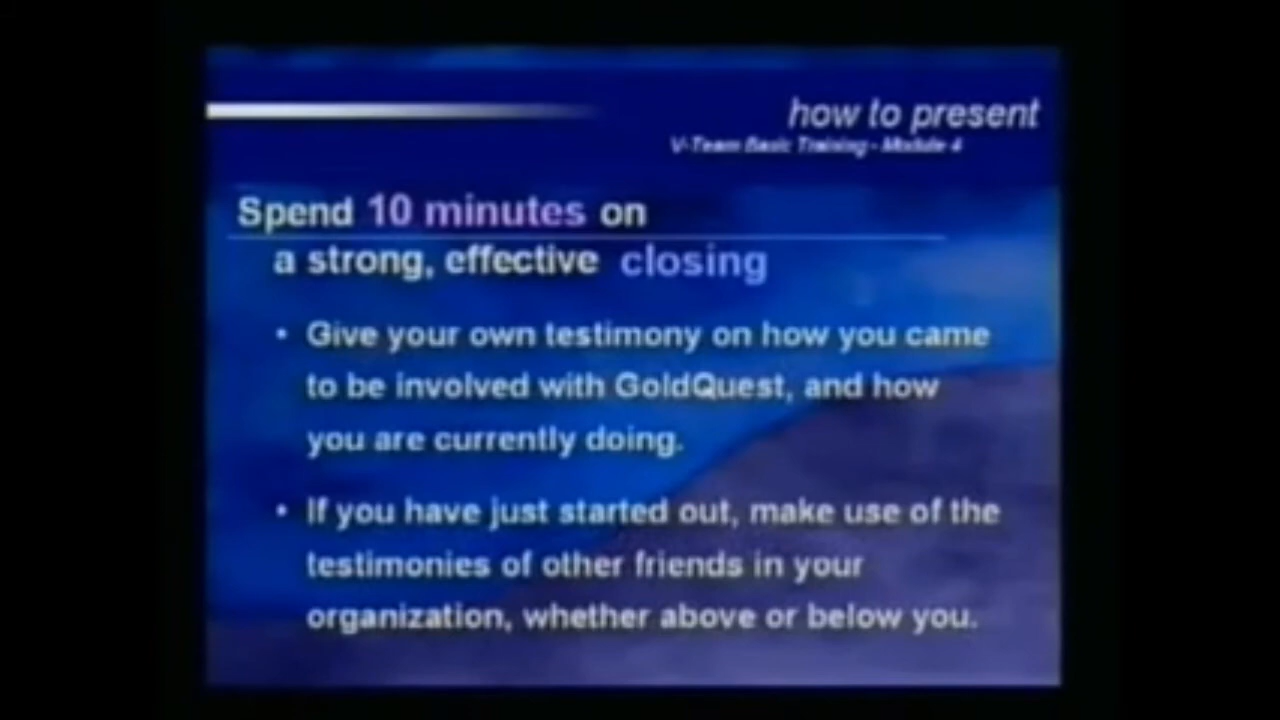 how to present
V-Team Basic Training - Module 4
Spend 10 minutes on
a strong, effective closing
• Give your own testimony on how you came
to be involved with GoldQuest, and how
you are currently doing.
• If you have just started out, make use of the
testimonies of other friends in your
organization, whether above or below you.